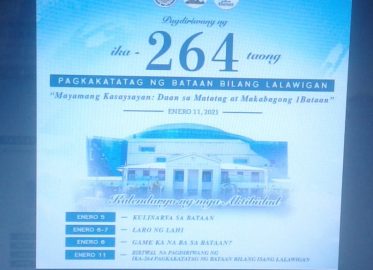 Pagdiriwang ng
ika - 264 taong
PAGKAKATATAG NG BATAAN BILANG LALAWIGAN
"Mayamang Kasaysayan: Daan sa Matatag at Makabagong 1Bataan"
ENERO 11, 2021
Kalendaryo ng mga Aktibidad
ENERO 5 — KULINARYA SA BATAAN
ENERO 6-7 — LARO NG LAHI
ENERO 8 — GAME KA NA BA SA BATAAN?
ENERO 11 — BIRTWAL NA PAGDIRIWANG NG
IKA-264 PAGKAKATATAG NG BATAAN BILANG ISANG LALAWIGAN